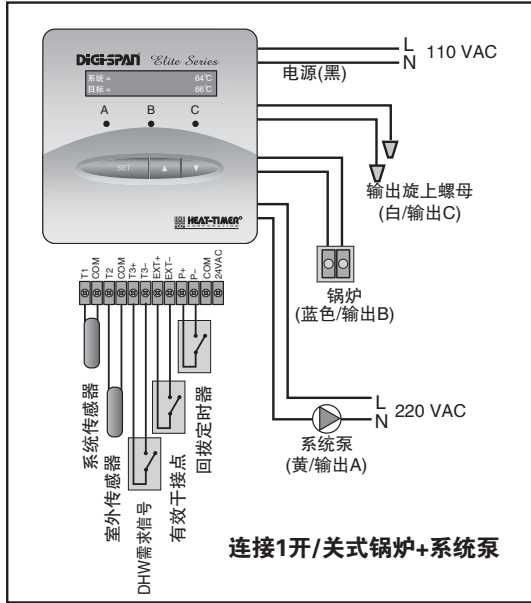 DIGI-SPAN Elite Series
系统 = 64℃
目标 = 66℃
A B C
SET ▲ ▼
HEAT-TIMER®
CORPORATION
L
N
110 VAC
电源(黑)
输出旋上螺母
(白/输出C)
锅炉
(蓝色/输出B)
L
N
220 VAC
系统泵
(黄/输出A)
T1
COM
T2
COM
T3+
T3–
EXT+
EXT–
P+
P–
COM
24VAC
系统传感器
室外传感器
DHW需求信号
有效干接点
回拨定时器
连接1开/关式锅炉+系统泵